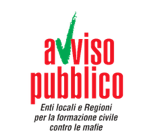 avviso
pubblico
Enti locali e Regioni
per la formazione civile
contro le mafie